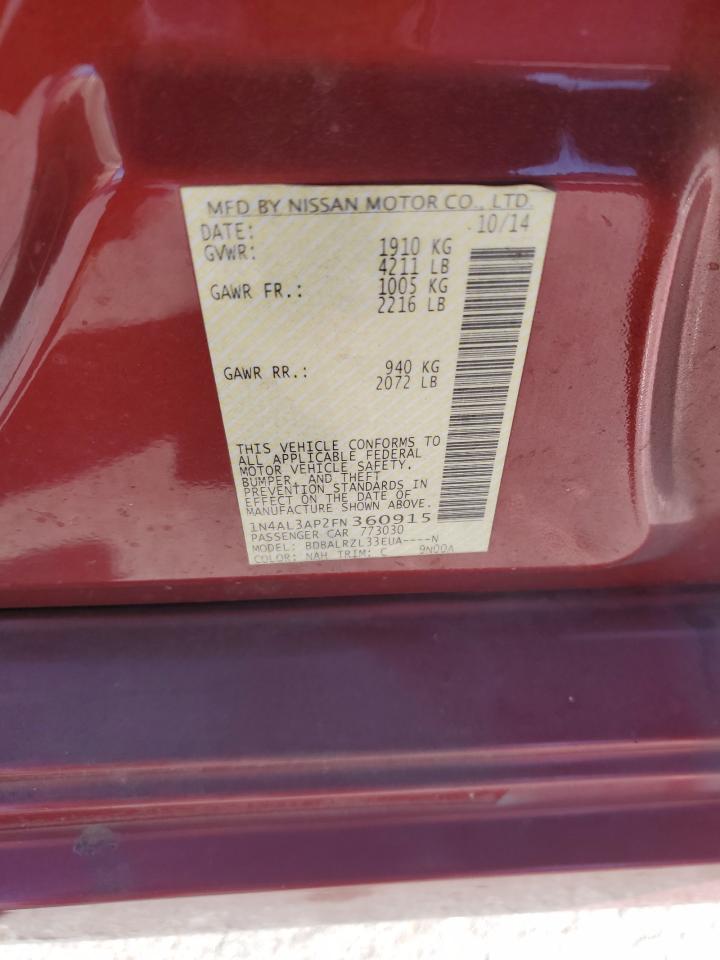 MFD BY NISSAN MOTOR CO., LTD.
DATE: 10/14
GVWR: 1910 KG
4211 LB
GAWR FR.: 1005 KG
2216 LB
GAWR RR.: 940 KG
2072 LB
THIS VEHICLE CONFORMS TO
ALL APPLICABLE FEDERAL
MOTOR VEHICLE SAFETY,
BUMPER, AND THEFT
PREVENTION STANDARDS IN
EFFECT ON THE DATE OF
MANUFACTURE SHOWN ABOVE.
1N4AL3AP2FN360915
PASSENGER CAR 773030
MODEL: BDBALRZL33EUA----N
COLOR: NAH TRIM: C 9N00A